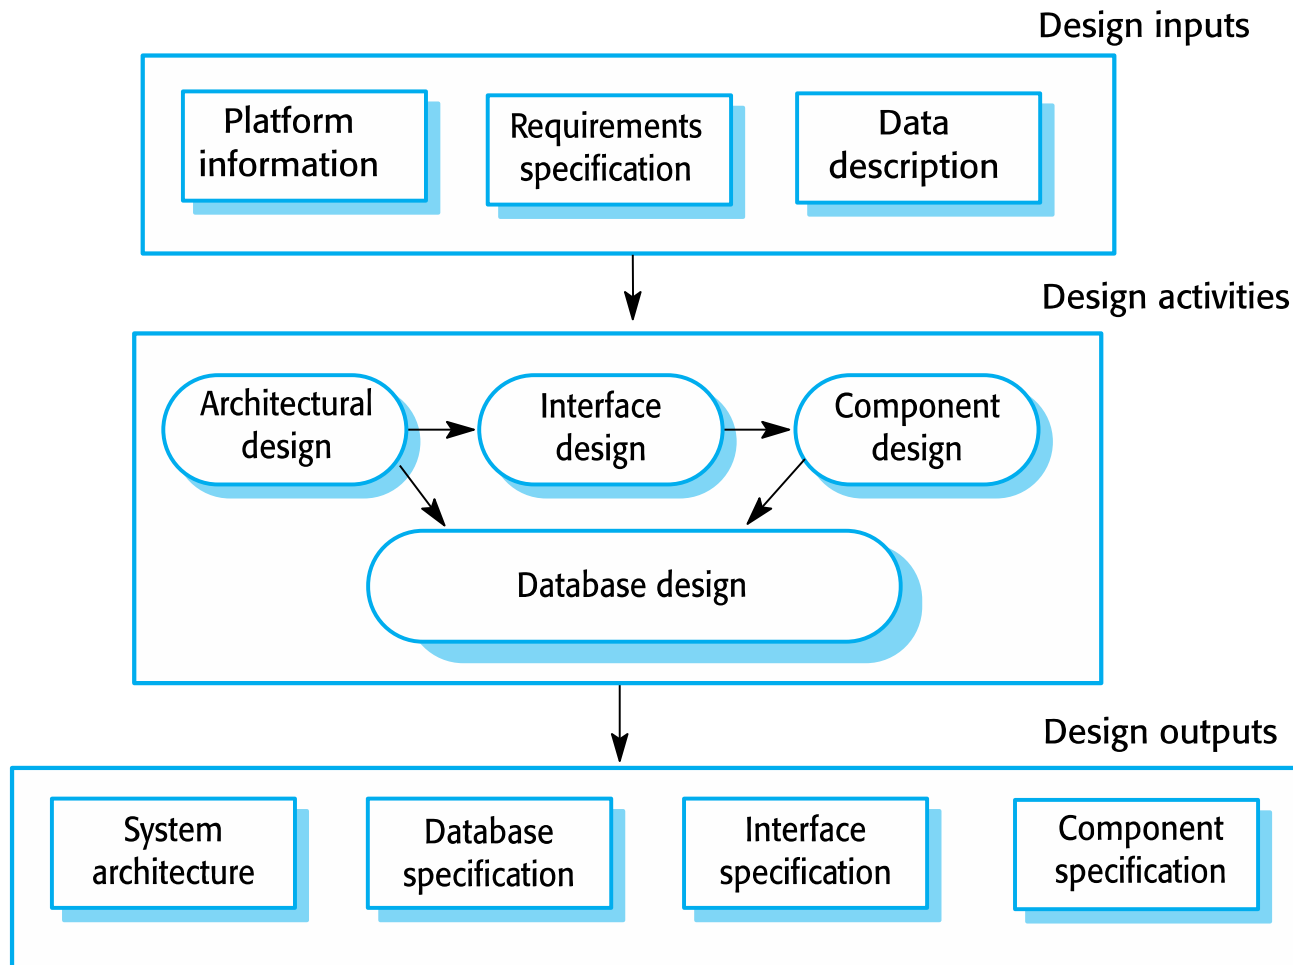 Design inputs
Platform
information
Requirements
specification
Data
description
Design activities
Architectural
design
Interface
design
Component
design
Database design
Design outputs
System
architecture
Database
specification
Interface
specification
Component
specification